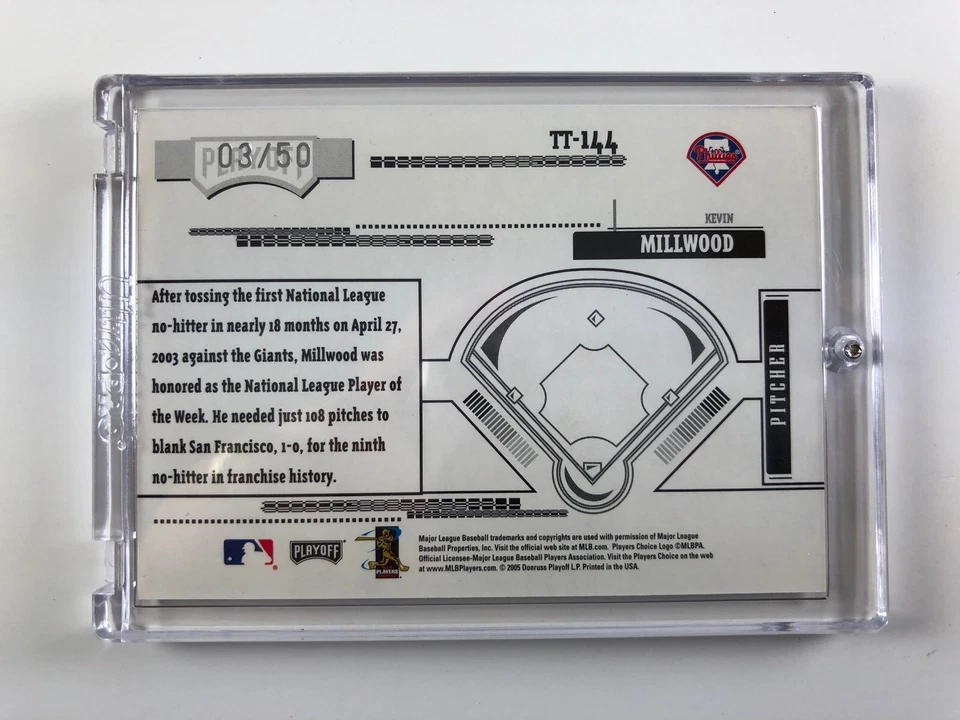 PLAYOFF
03/50
TT-144
Phillies
KEVIN
MILLWOOD
After tossing the first National League
no-hitter in nearly 18 months on April 27,
2003 against the Giants, Millwood was
honored as the National League Player of
the Week. He needed just 108 pitches to
blank San Francisco, 1-0, for the ninth
no-hitter in franchise history.
PITCHER
PLAYOFF
PLAYERS
Major League Baseball trademarks and copyrights are used with permission of Major League
Baseball Properties, Inc. Visit the official web site at MLB.com. Players Choice Logo ©MLBPA.
Official Licensee-Major League Baseball Players Association. Visit the Players Choice on the web
at www.MLBPlayers.com. © 2005 Donruss Playoff L.P. Printed in the USA.